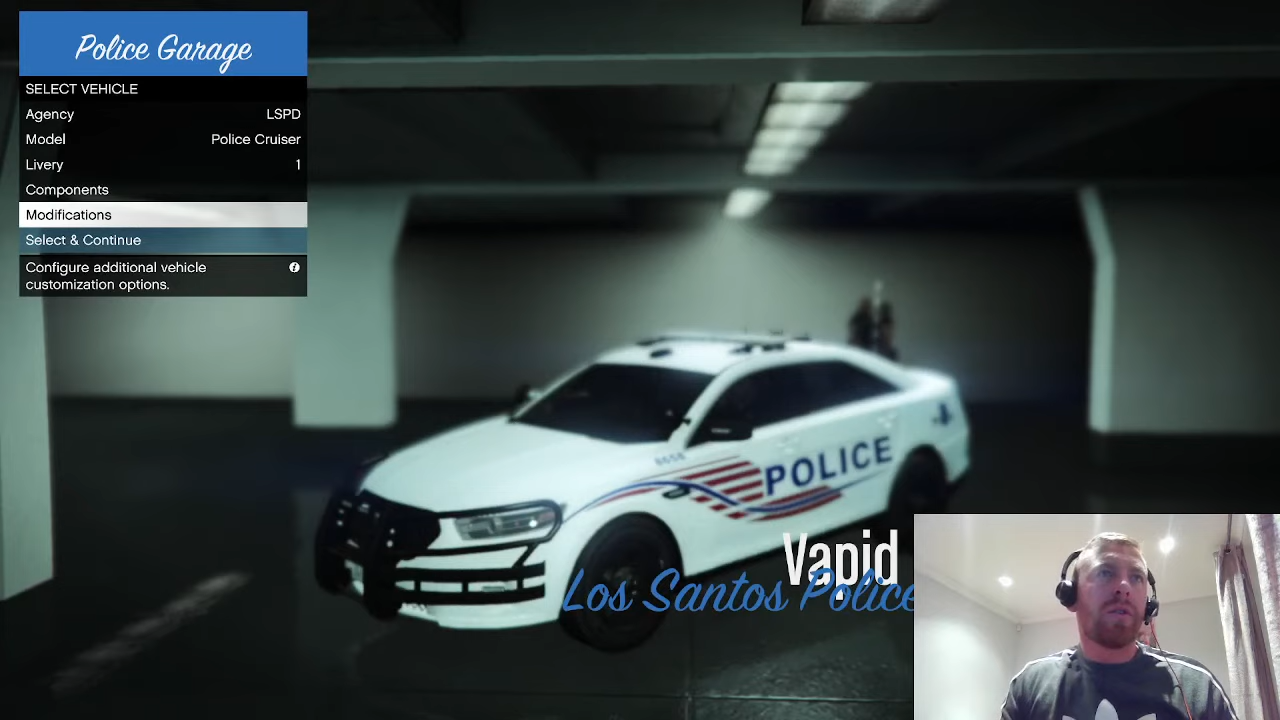 Police Garage
SELECT VEHICLE
Agency LSPD
Model Police Cruiser
Livery 1
Components
Modifications
Select & Continue
Configure additional vehicle
customization options.
POLICE
Vapid
Los Santos Police